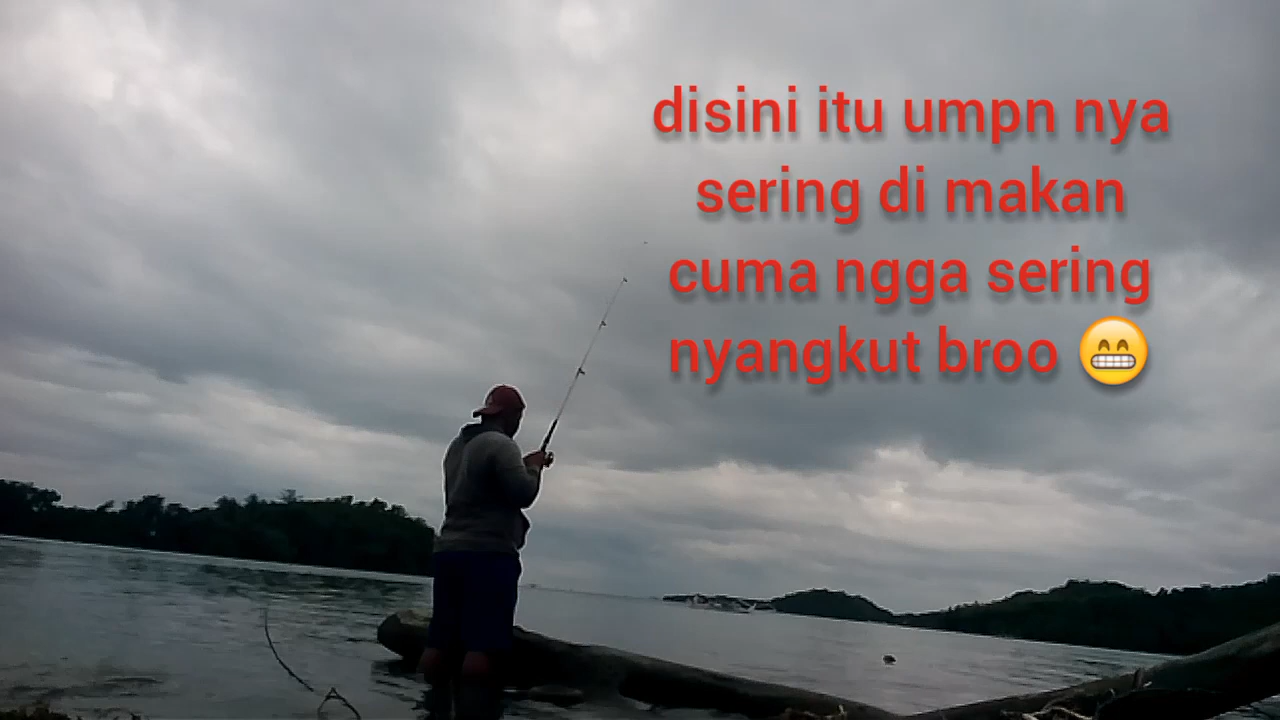 disini itu umpn nya
sering di makan
cuma ngga sering
nyangkut broo 😁